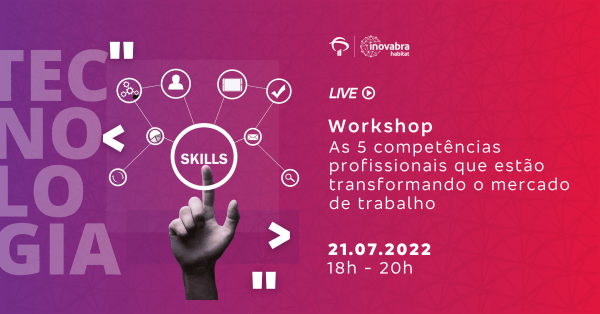 TEC
NO
LO
GIA
"
<
SKILLS
>
"
inovabra
habitat
LIVE
Workshop
As 5 competências
profissionais que estão
transformando o mercado
de trabalho
21.07.2022
18h - 20h